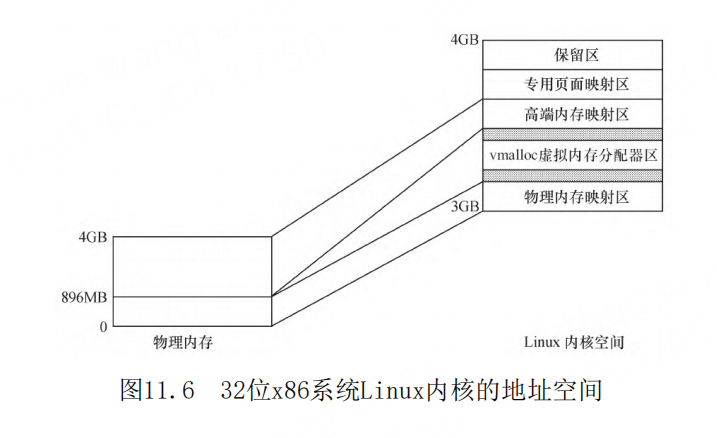 4GB
保留区
专用页面映射区
高端内存映射区
vmalloc虚拟内存分配器区
3GB
物理内存映射区
4GB
896MB
0
物理内存
Linux 内核空间
图11.6 32位x86系统Linux内核的地址空间